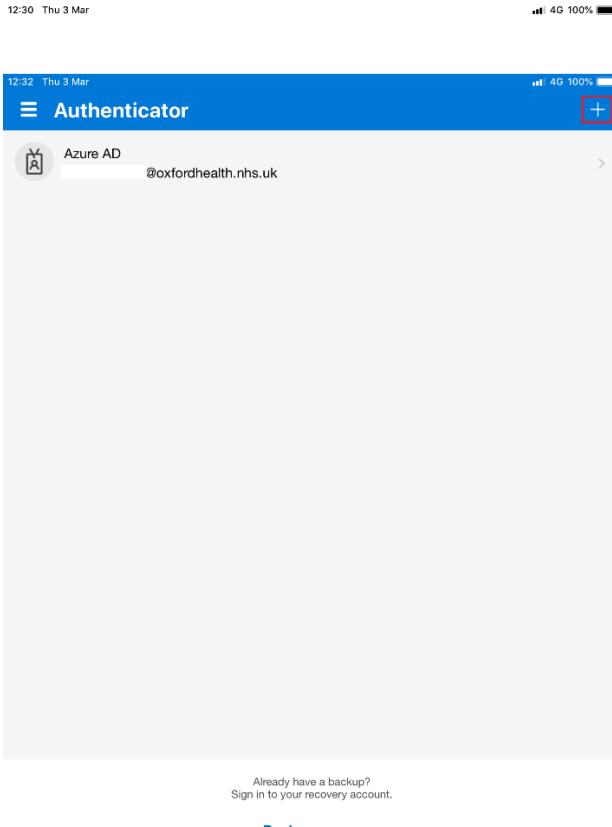 12:30 Thu 3 Mar 4G 100%
12:32 Thu 3 Mar 4G 100%
Authenticator
Azure AD
@oxfordhealth.nhs.uk
Already have a backup?
Sign in to your recovery account.